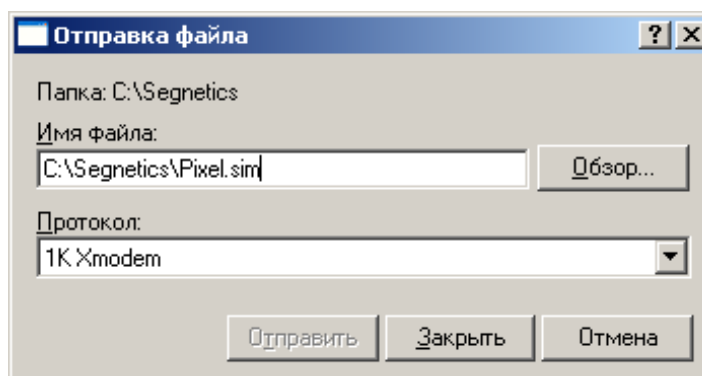 Отправка файла
Папка: C:\Segnetics
Имя файла:
C:\Segnetics\Pixel.sim
Обзор...
Протокол:
1K Xmodem
Отправить Закрыть Отмена